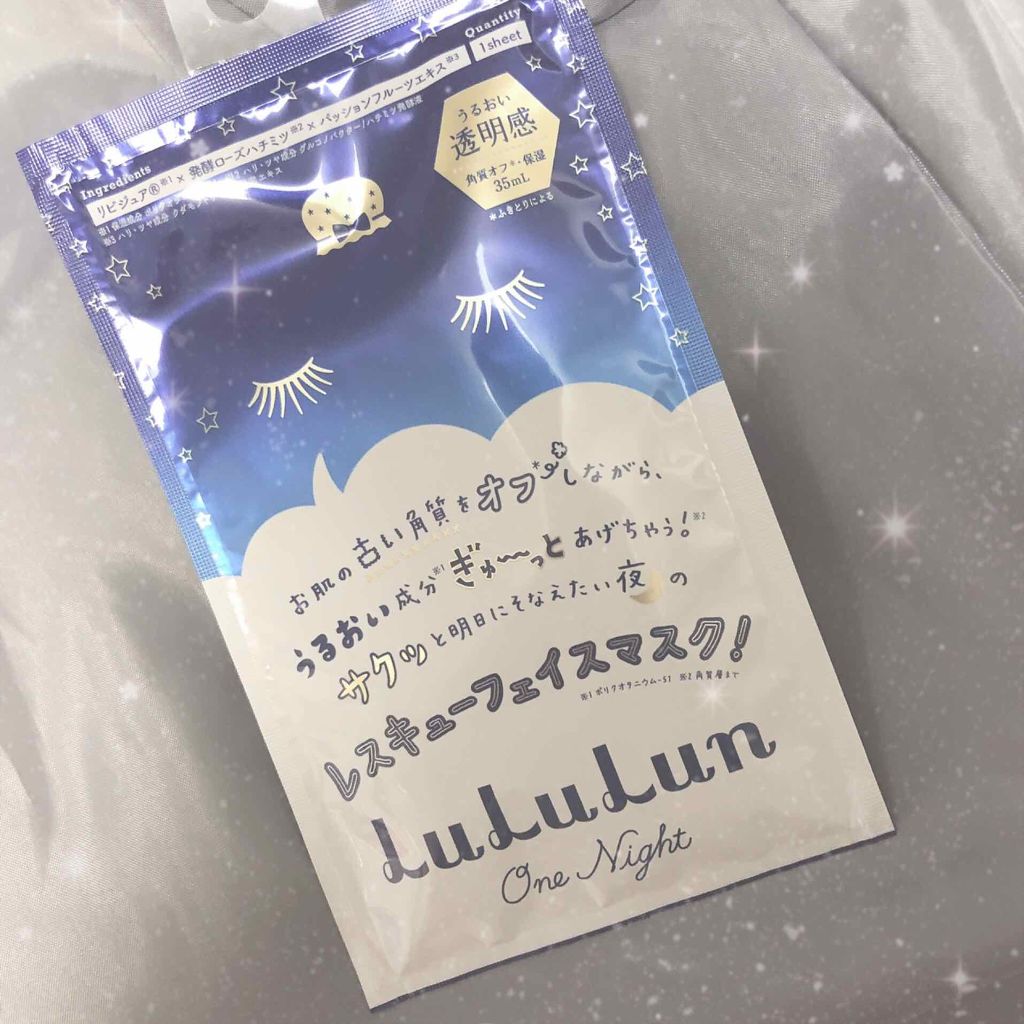 Quantity
1sheet
Ingredients
リピジュア®※1 × 発酵ローズハチミツ※2 × パッションフルーツエキス※3
うるおい
透明感
角質オフ*・保湿
35mL
*ふきとりによる
お肌の古い角質をオフ*しながら、
うるおい成分※1ぎゅ〜っとあげちゃう!※2
サクッと明日にそなえたい夜の
レスキューフェイスマスク!
※1 ポリクオタニウム-51 ※2 角質層まで
LuLuLun
One Night